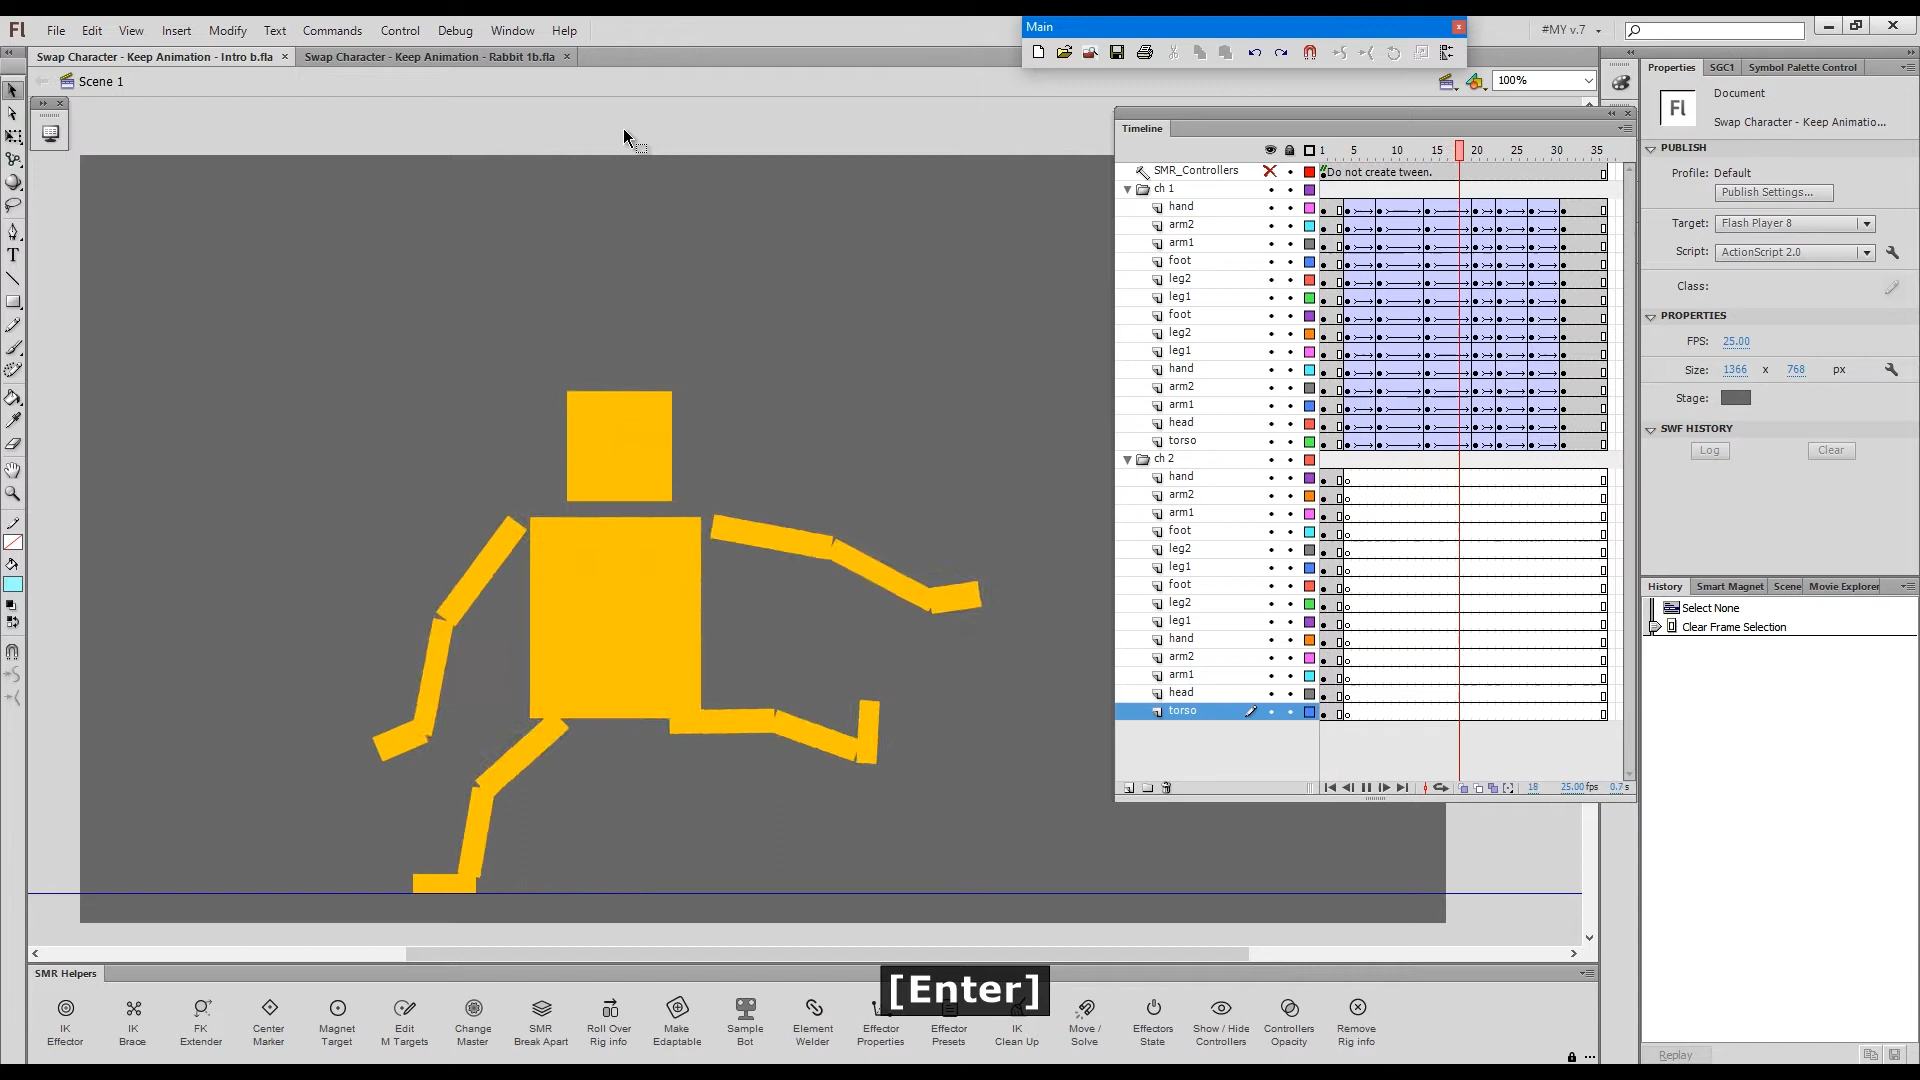 Fl File Edit View Insert Modify Text Commands Control Debug Window Help
Main
#MY v.7
Swap Character - Keep Animation - Intro b.fla
Swap Character - Keep Animation - Rabbit 1b.fla
Scene 1
100%
Timeline
1 5 10 15 20 25 30 35
SMR_Controllers
Do not create tween.
ch 1
hand
arm2
arm1
foot
leg2
leg1
foot
leg2
leg1
hand
arm2
arm1
head
torso
ch 2
hand
arm2
arm1
foot
leg2
leg1
foot
leg2
leg1
hand
arm2
arm1
head
torso
18 25.00 fps 0.7 s
Properties SGC1 Symbol Palette Control
Fl
Document
Swap Character - Keep Animatio...
PUBLISH
Profile: Default
Publish Settings...
Target: Flash Player 8
Script: ActionScript 2.0
Class:
PROPERTIES
FPS: 25.00
Size: 1366 x 768 px
Stage:
SWF HISTORY
Log Clear
History Smart Magnet Scene Movie Explorer
Select None
Clear Frame Selection
Replay
SMR Helpers
[Enter]
IK Effector
IK Brace
FK Extender
Center Marker
Magnet Target
Edit M Targets
Change Master
SMR Break Apart
Roll Over Rig info
Make Adaptable
Sample Bot
Element Welder
Effector Properties
Effector Presets
IK Clean Up
Move / Solve
Effectors State
Show / Hide Controllers
Controllers Opacity
Remove Rig info